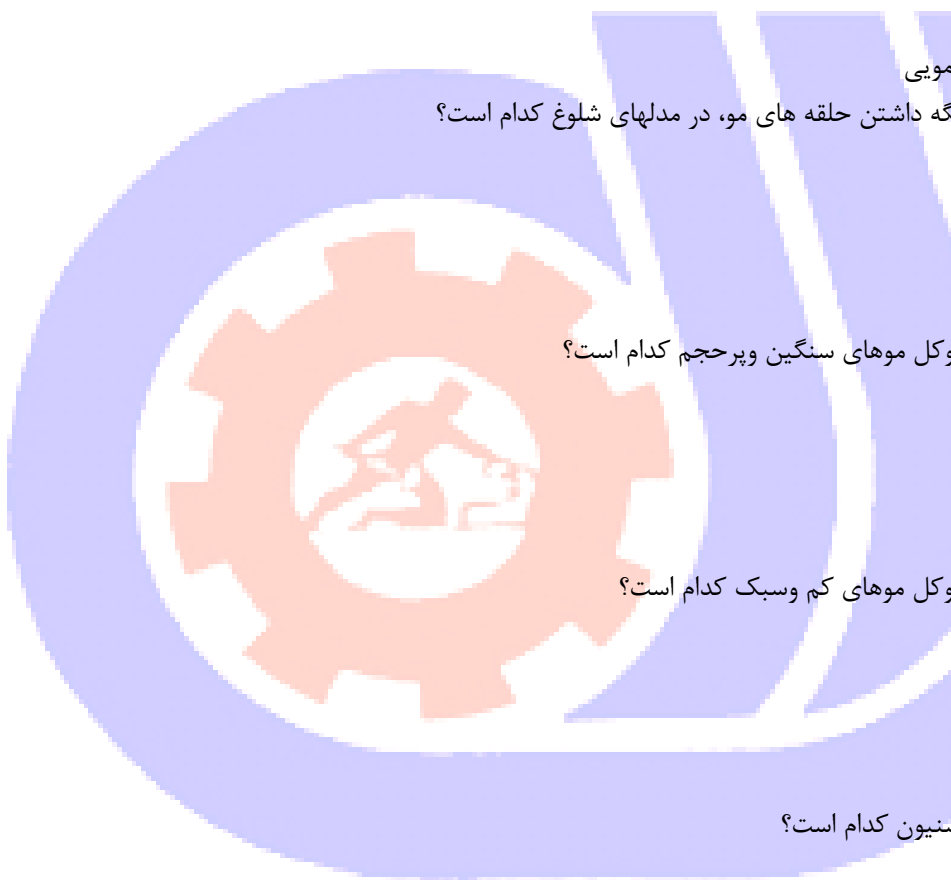 مویی
گه داشتن حلقه های مو، در مدلهای شلوغ کدام است؟
وکل موهای سنگین وپرحجم کدام است؟
وکل موهای کم وسبک کدام است؟
کدام است؟